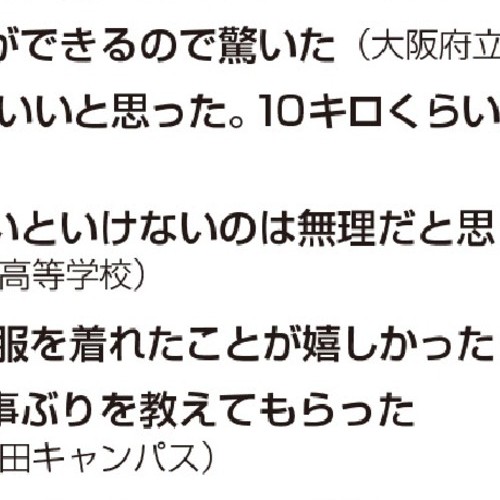 ができるので驚いた（大阪府立
いいと思った。10キロくらい
いといけないのは無理だと思
高等学校）
服を着れたことが嬉しかった
事ぶりを教えてもらった
田キャンパス）